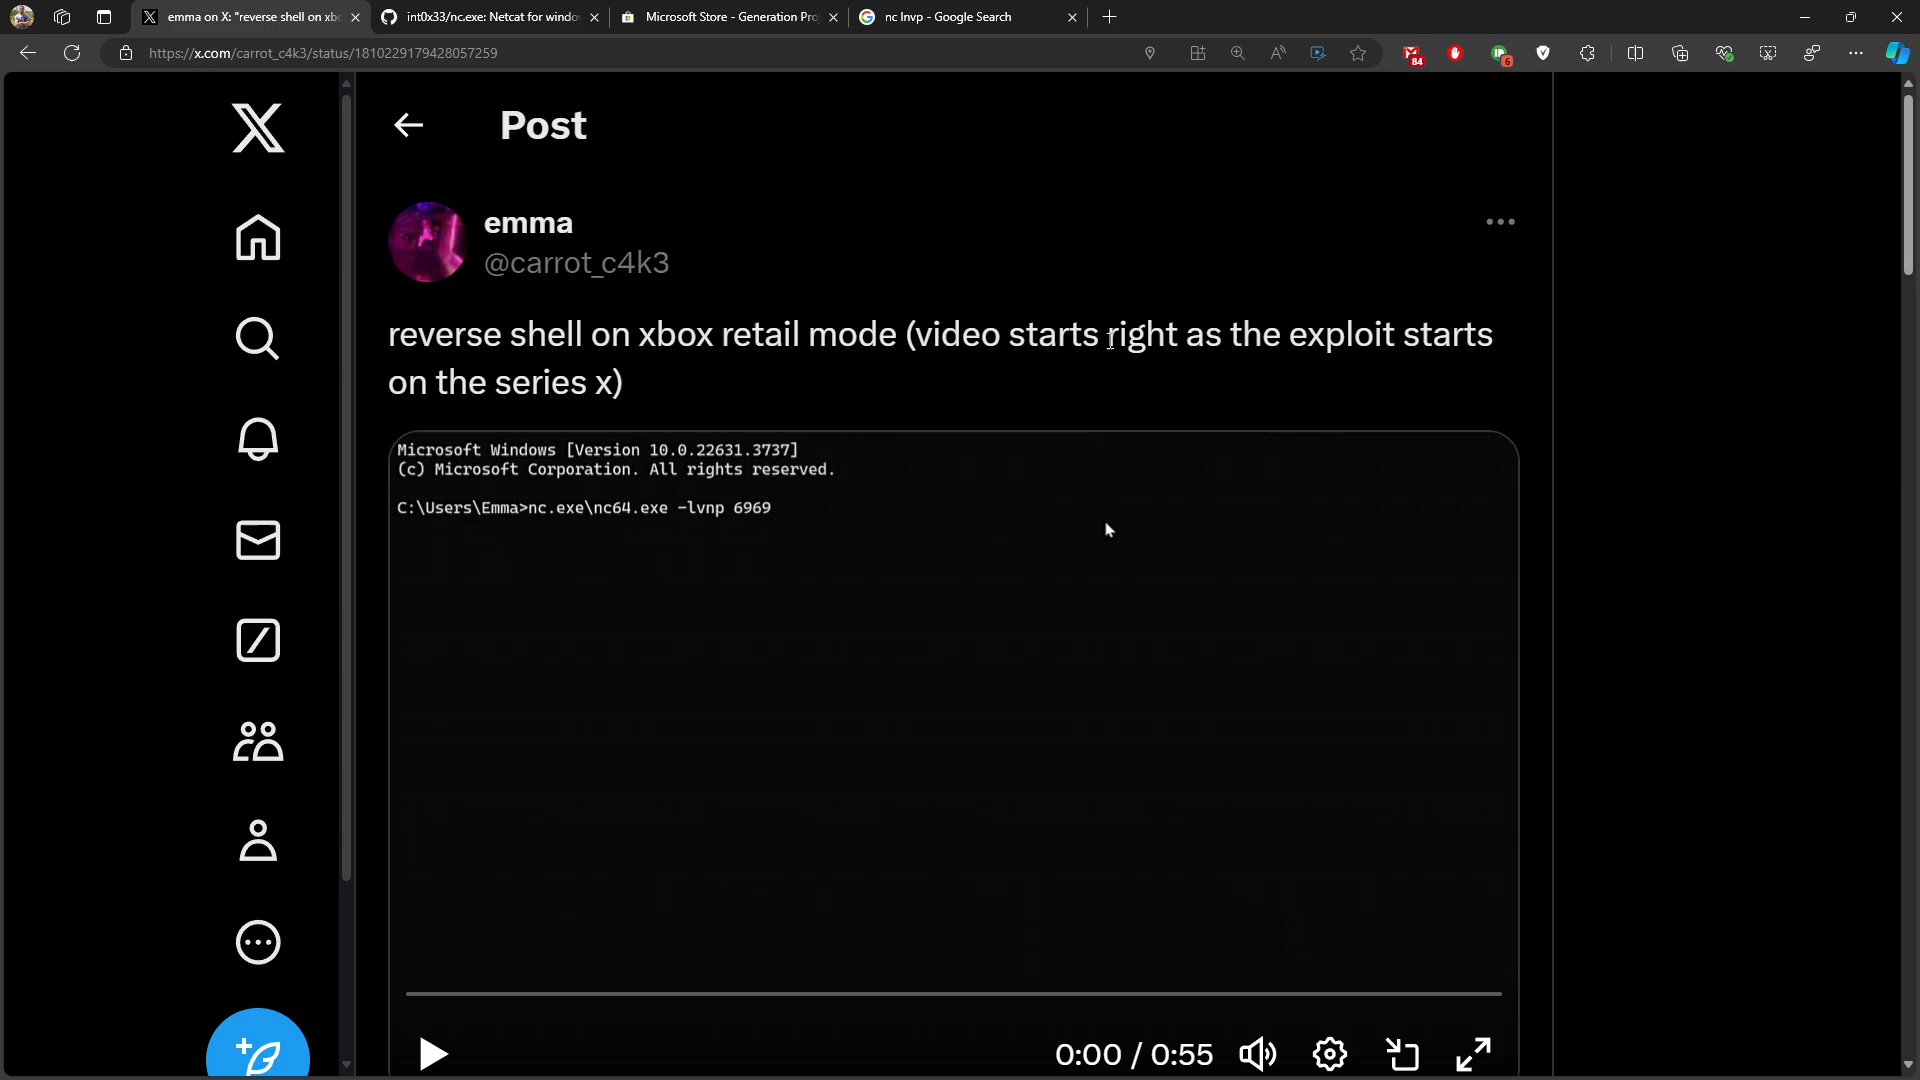 emma on X: "reverse shell on xbo
int0x33/nc.exe: Netcat for windo
Microsoft Store - Generation Pro
nc lnvp - Google Search
https://x.com/carrot_c4k3/status/1810229179428057259
84
6
Post
emma
@carrot_c4k3
reverse shell on xbox retail mode (video starts right as the exploit starts
on the series x)
Microsoft Windows [Version 10.0.22631.3737]
(c) Microsoft Corporation. All rights reserved.
C:\Users\Emma>nc.exe\nc64.exe -lvnp 6969
0:00 / 0:55